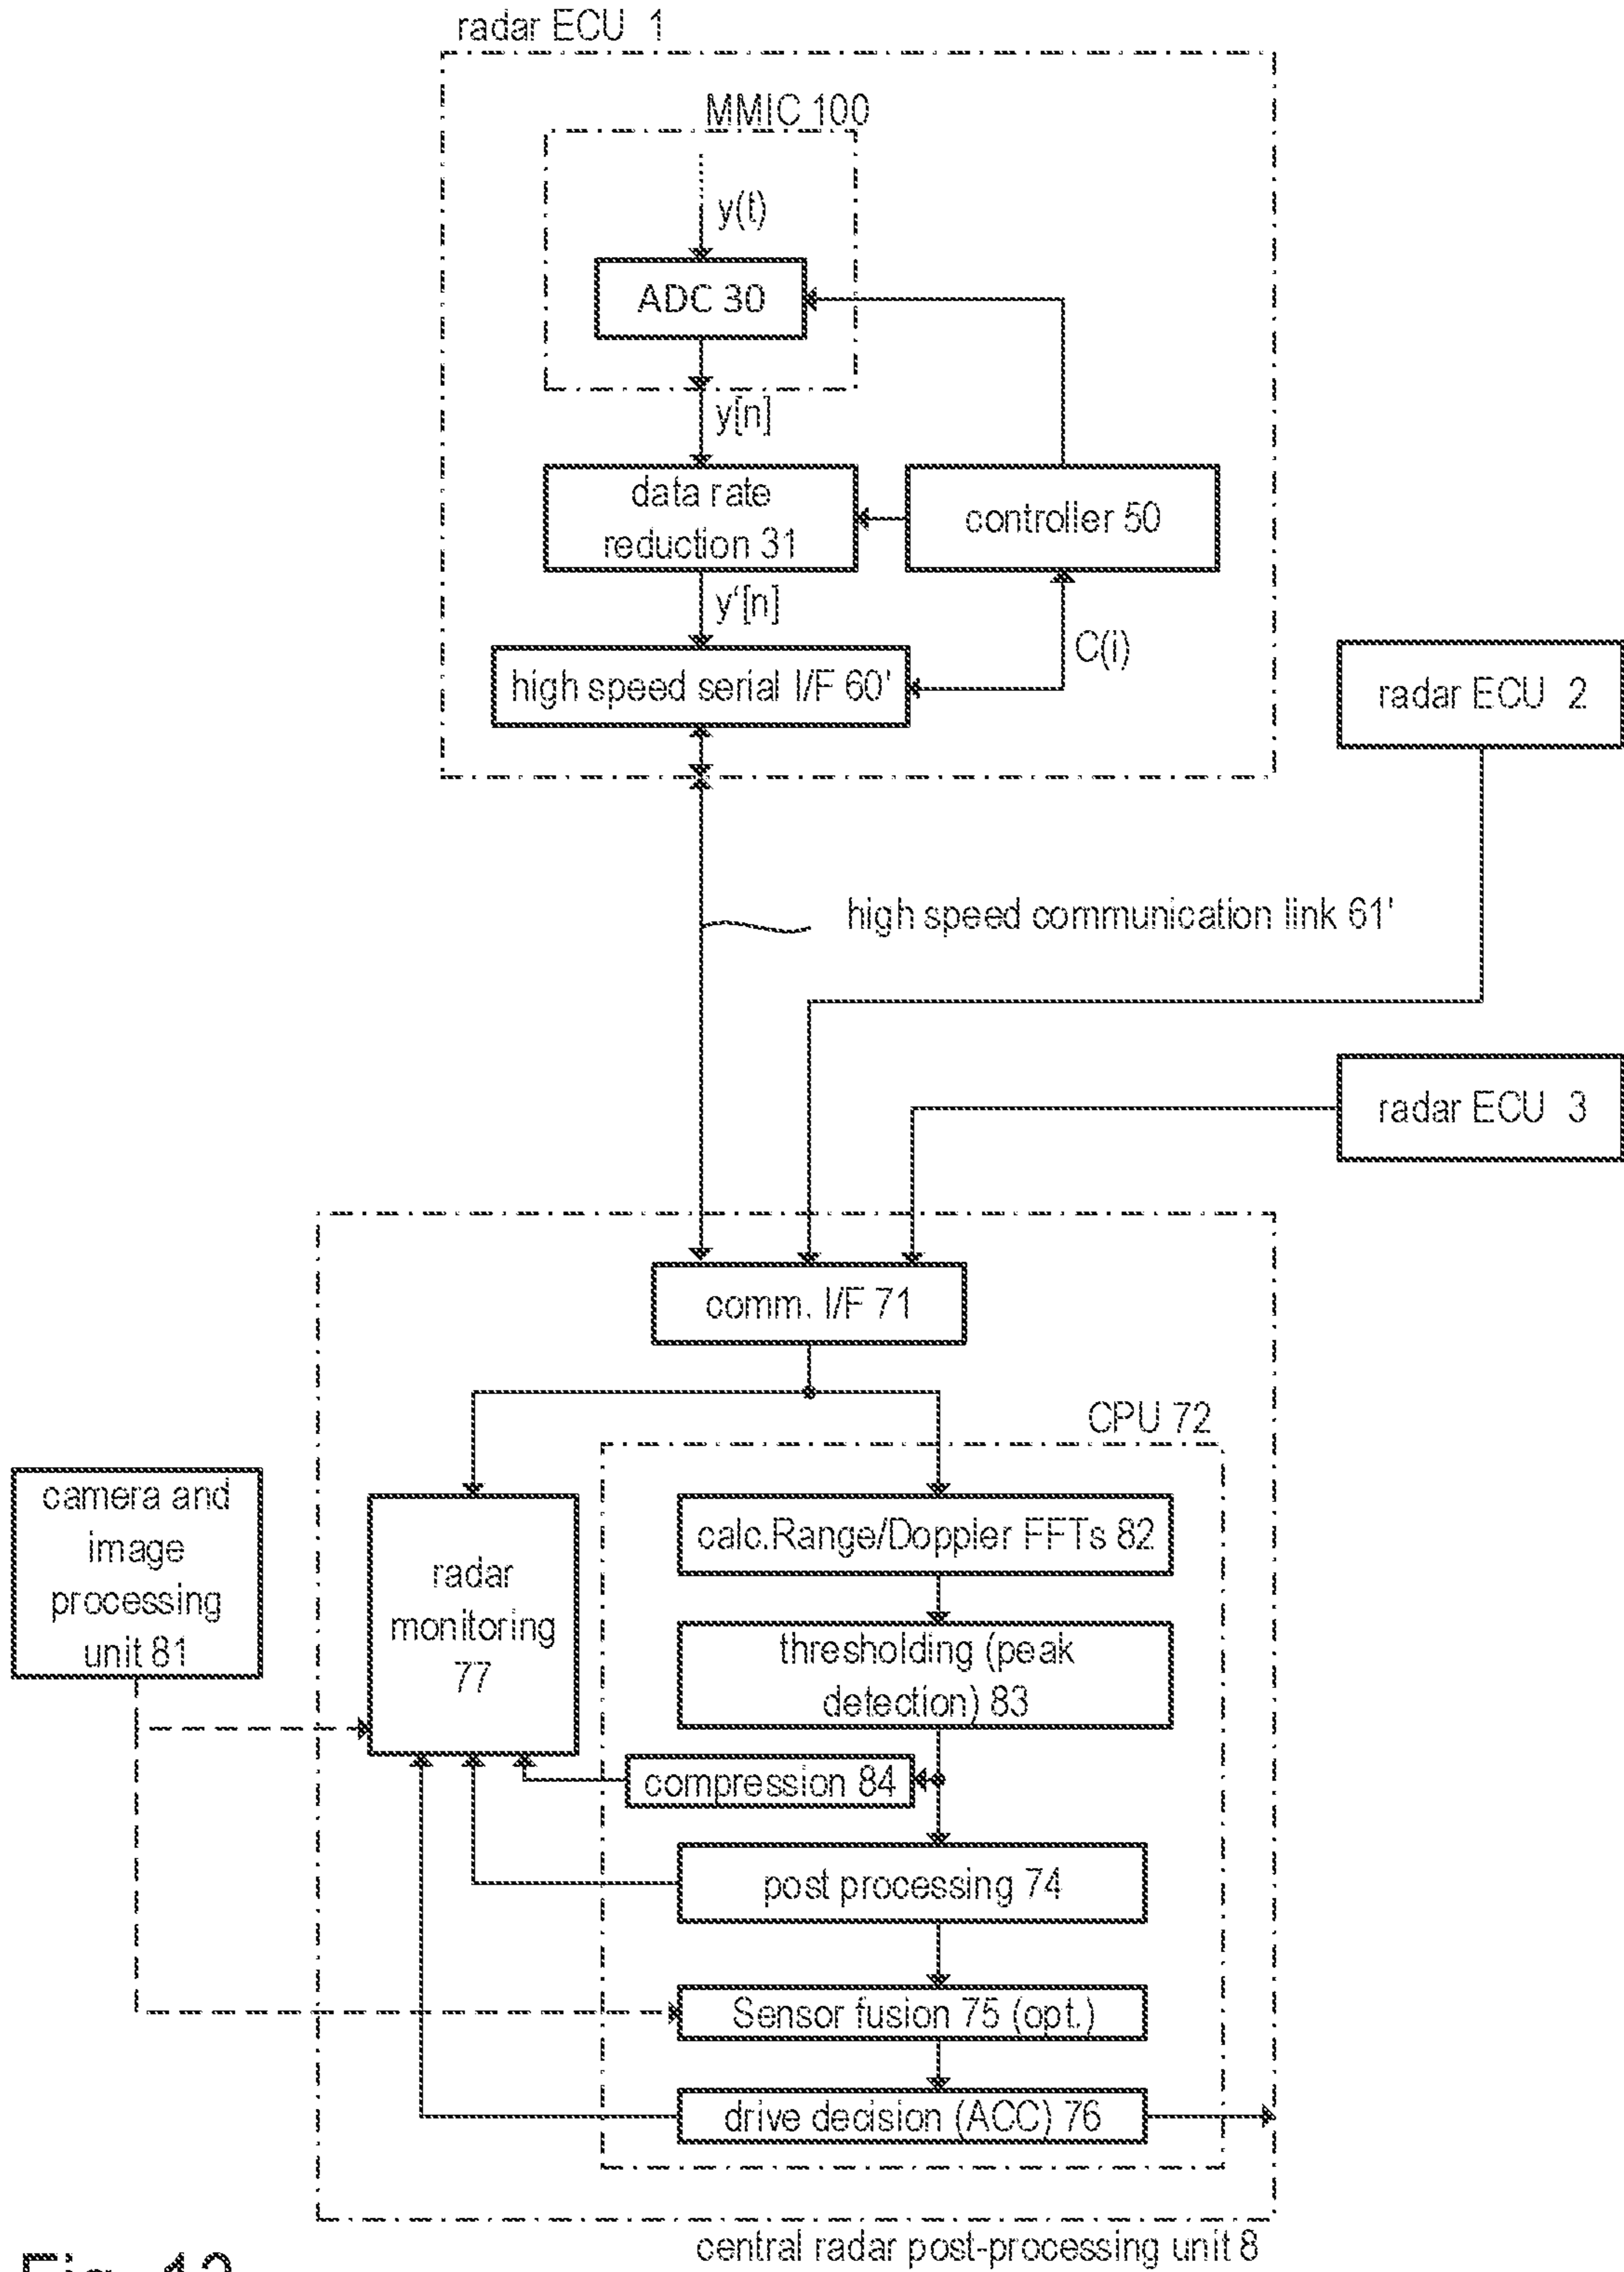 radar ECU 1
MMIC 100
y(t)
ADC 30
y[n]
data rate
reduction 31
controller 50
y‘[n]
C(i)
high speed serial I/F 60'
radar ECU 2
high speed communication link 61'
radar ECU 3
comm. I/F 71
CPU 72
camera and
image
processing
unit 81
radar
monitoring
77
calc.Range/Doppler FFTs 82
thresholding (peak
detection) 83
compression 84
post processing 74
Sensor fusion 75 (opt.)
drive decision (ACC) 76
central radar post-processing unit 8
Fig.